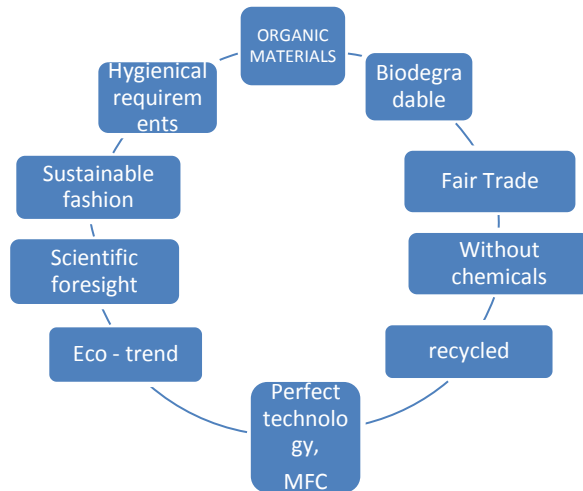 ORGANIC
MATERIALS
Biodegra
dable
Fair Trade
Without
chemicals
recycled
Perfect
technolo
gy,
MFC
Eco - trend
Scientific
foresight
Sustainable
fashion
Hygienical
requirem
ents